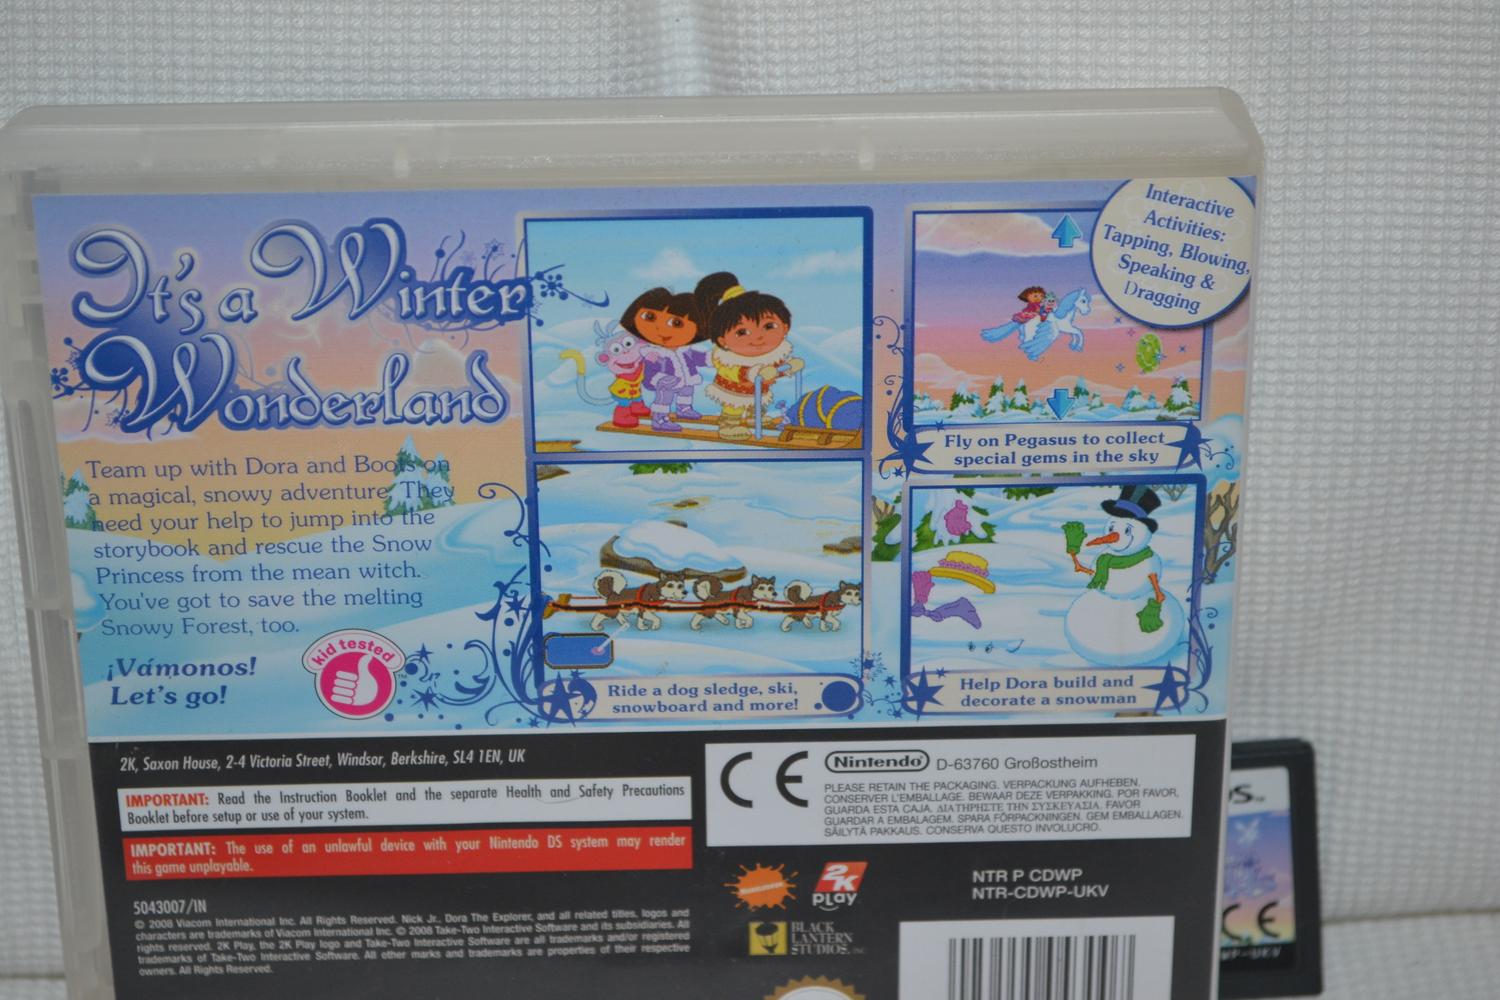 It's a Winter
Wonderland
Team up with Dora and Boots on
a magical, snowy adventure. They
need your help to jump into the
storybook and rescue the Snow
Princess from the mean witch.
You've got to save the melting
Snowy Forest, too.
¡Vámonos!
Let's go!
kid tested
TM
Ride a dog sledge, ski,
snowboard and more!
Interactive
Activities:
Tapping, Blowing,
Speaking &
Dragging
Fly on Pegasus to collect
special gems in the sky
Help Dora build and
decorate a snowman
2K, Saxon House, 2-4 Victoria Street, Windsor, Berkshire, SL4 1EN, UK
IMPORTANT: Read the Instruction Booklet and the separate Health and Safety Precautions
Booklet before setup or use of your system.
IMPORTANT: The use of an unlawful device with your Nintendo DS system may render
this game unplayable.
5043007/IN
© 2008 Viacom International Inc. All Rights Reserved. Nick Jr., Dora The Explorer, and all related titles, logos and
characters are trademarks of Viacom International Inc. © 2008 Take-Two Interactive Software and its subsidiaries. All
rights reserved. 2K Play, the 2K Play logo and Take-Two Interactive Software are all trademarks and/or registered
trademarks of Take-Two Interactive Software. All other marks and trademarks are properties of their respective
owners. All Rights Reserved.
CE
Nintendo® D-63760 Großostheim
PLEASE RETAIN THE PACKAGING. VERPACKUNG AUFHEBEN.
CONSERVER L'EMBALLAGE. BEWAAR DEZE VERPAKKING. POR FAVOR,
GUARDA ESTA CAJA. ΔΙΑΤΗΡΗΣΤΕ ΤΗΝ ΣΥΣΚΕΥΑΣΙΑ. FAVOR
GUARDAR A EMBALAGEM. SPARA FÖRPACKNINGEN. GEM EMBALLAGEN.
SÄILYTÄ PAKKAUS. CONSERVA QUESTO INVOLUCRO.
NICKELODEON
2K
PLAY
BLACK
LANTERN
STUDIOS, INC
NTR P CDWP
NTR-CDWP-UKV
DS™
CE
WP-UKV